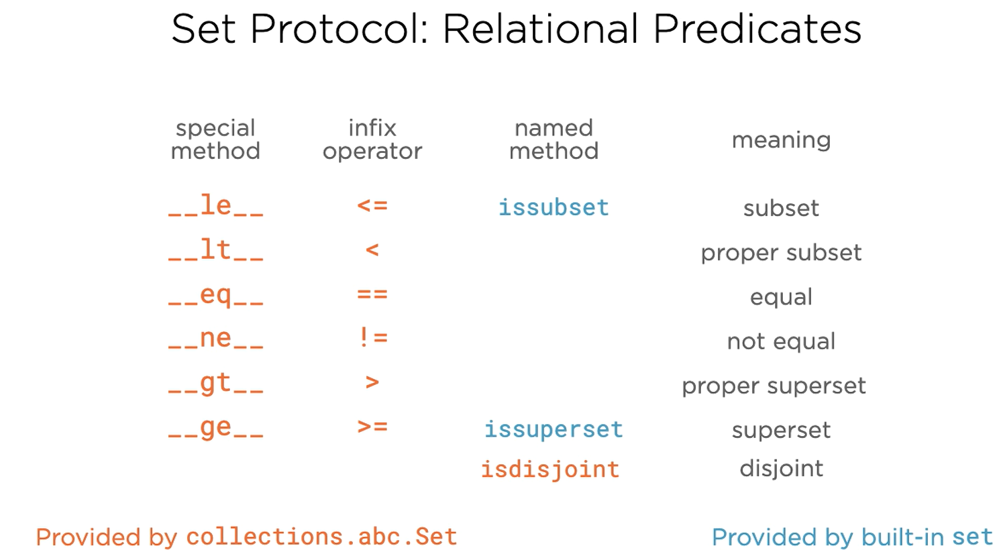 Set Protocol: Relational Predicates
special method infix operator named method meaning
__le__ <= issubset subset
__lt__ < proper subset
__eq__ == equal
__ne__ != not equal
__gt__ > proper superset
__ge__ >= issuperset superset
isdisjoint disjoint
Provided by collections.abc.Set Provided by built-in set